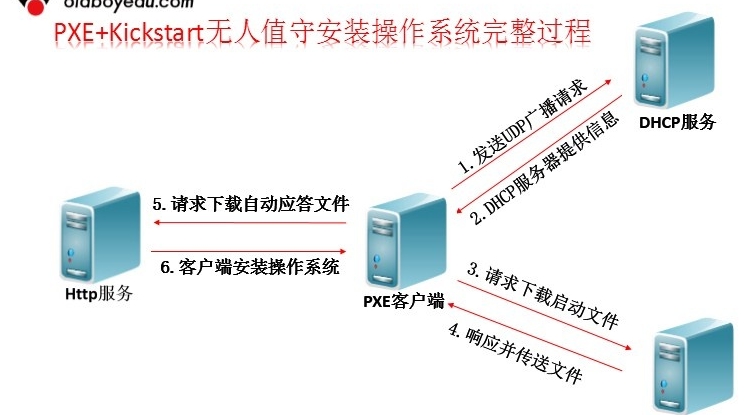 oldboyedu.com
PXE+Kickstart无人值守安装操作系统完整过程
1.发送UDP广播请求
DHCP服务
2.DHCP服务器提供信息
5.请求下载自动应答文件
6.客户端安装操作系统
Http服务
PXE客户端
3.请求下载启动文件
4.响应并传送文件